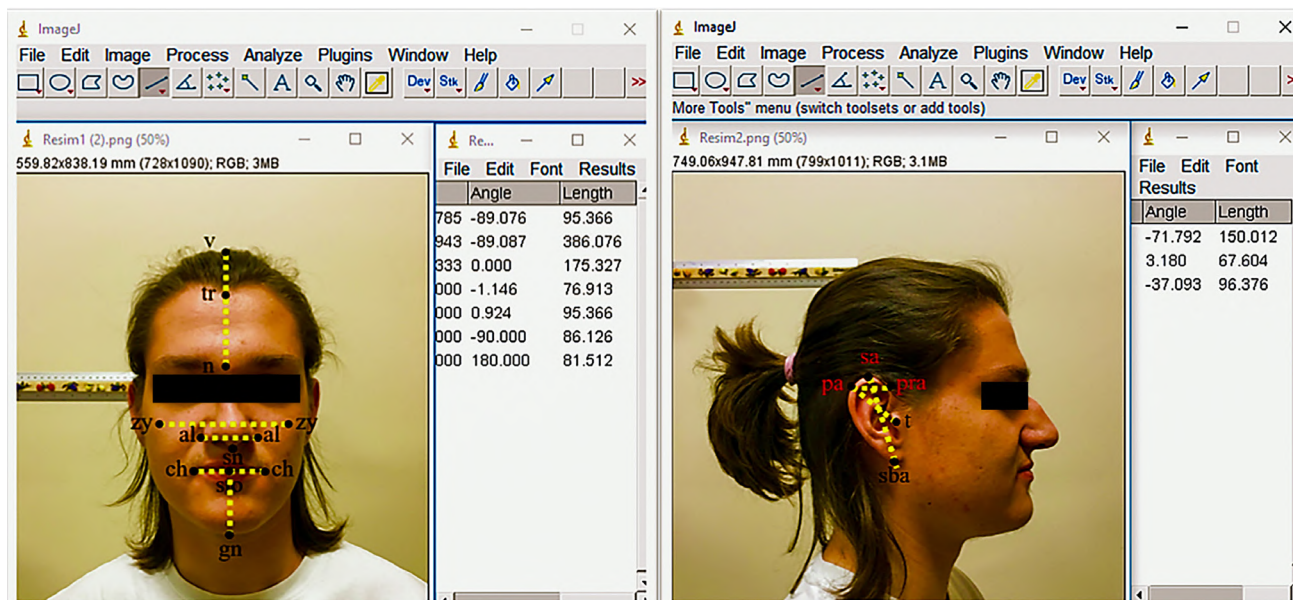 ImageJ
File Edit Image Process Analyze Plugins Window Help
Dev Stk >>
Resim1 (2).png (50%)
559.82x838.19 mm (728x1090); RGB; 3MB
v
tr
n
zy zy
al al
sn
ch ch
sto
gn
Re...
File Edit Font Results
Angle Length
785 -89.076 95.366
943 -89.087 386.076
333 0.000 175.327
000 -1.146 76.913
000 0.924 95.366
000 -90.000 86.126
000 180.000 81.512
ImageJ
File Edit Image Process Analyze Plugins Window Help
Dev Stk >
More Tools" menu (switch toolsets or add tools)
Resim2.png (50%)
749.06x947.81 mm (799x1011); RGB; 3.1MB
sa
pa pra
t
sba
File Edit Font
Results
Angle Length
-71.792 150.012
3.180 67.604
-37.093 96.376